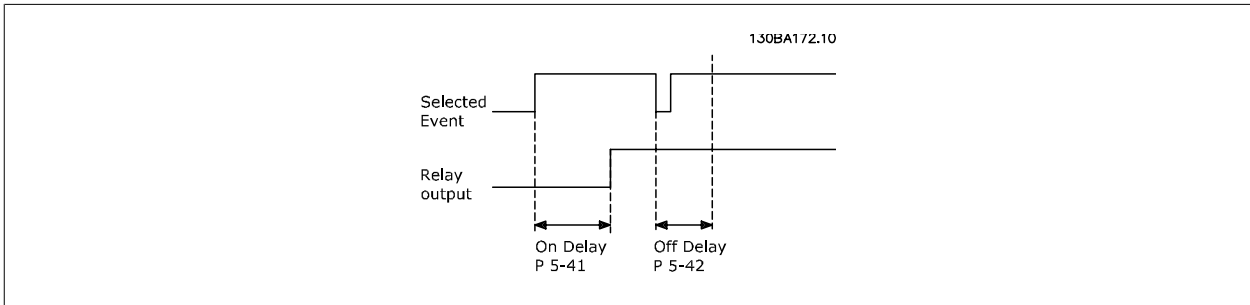 130BA172.10
Selected
Event
Relay
output
On Delay
P 5-41
Off Delay
P 5-42